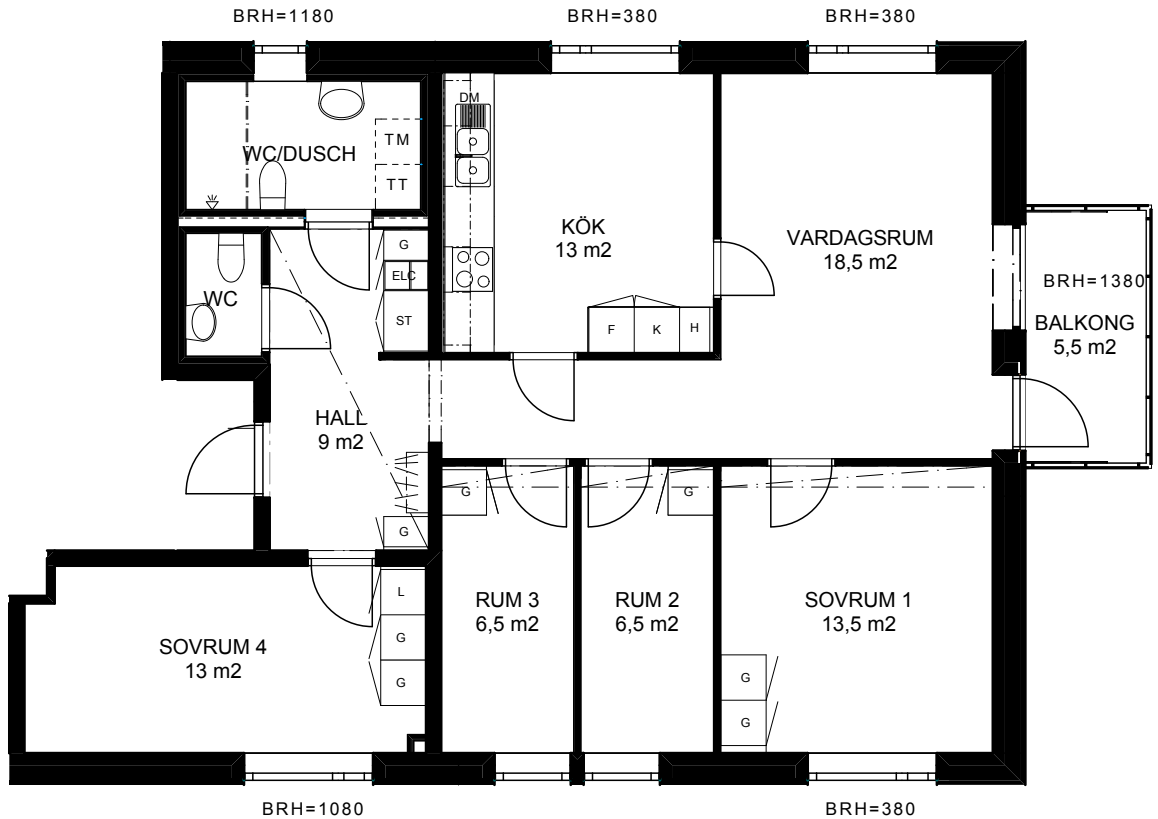 BRH=1180
BRH=380
BRH=380
DM
TM
WC/DUSCH
TT
KÖK
13 m2
VARDAGSRUM
18,5 m2
G
ELC
ST
WC
F
K
H
BRH=1380
BALKONG
5,5 m2
HALL
9 m2
G
G
G
G
L
G
G
SOVRUM 4
13 m2
RUM 3
6,5 m2
RUM 2
6,5 m2
SOVRUM 1
13,5 m2
G
G
BRH=1080
BRH=380